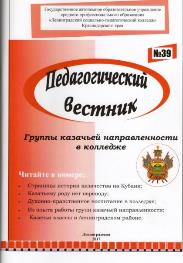 Государственное автономное образовательное учреждение
среднего профессионального образования
«Ленинградский социально-педагогический колледж»
Краснодарского края
№39
Педагогический
вестник
Группы казачьей направленности
в колледже
Читайте в номере:
Страницы истории казачества на Кубани;
Казачьему роду нет переводу;
Духовно-нравственное воспитание в колледже;
Из опыта работы групп казачьей направленности;
Казачьи классы в Ленинградском районе.
Ленинградская